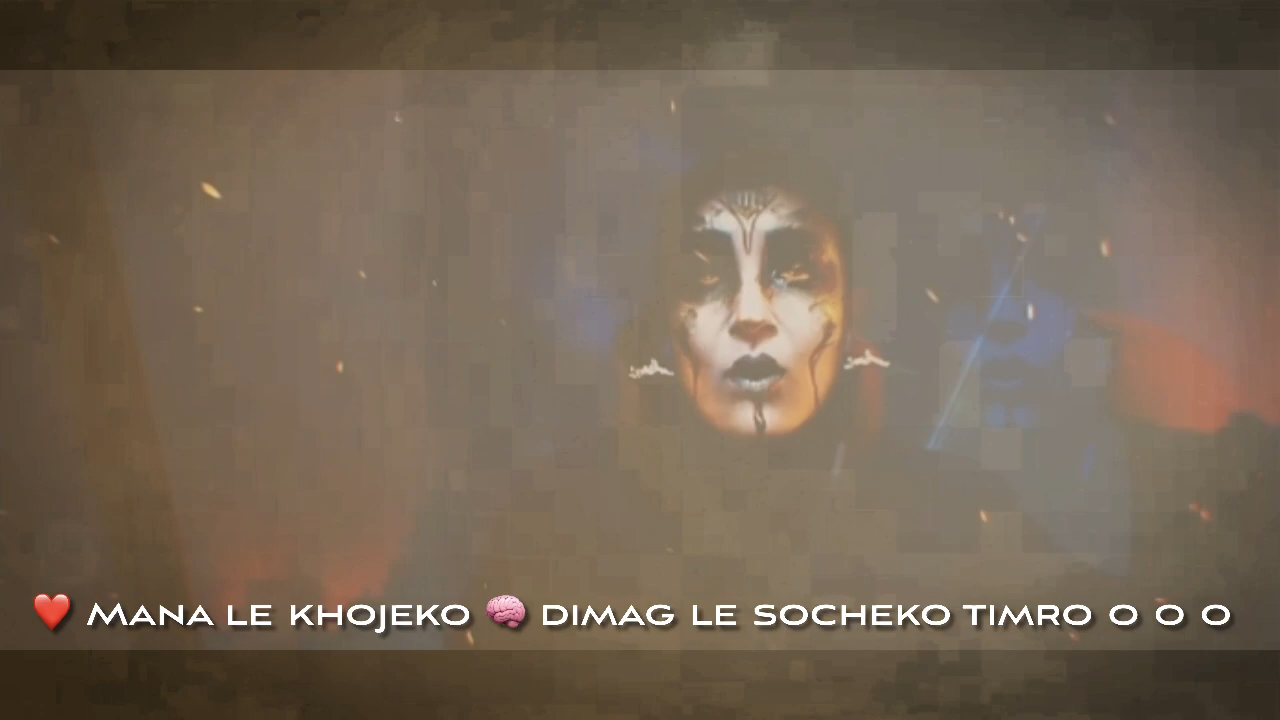 ❤️ Mana le khojeko 🧠 dimag le socheko timro o o o